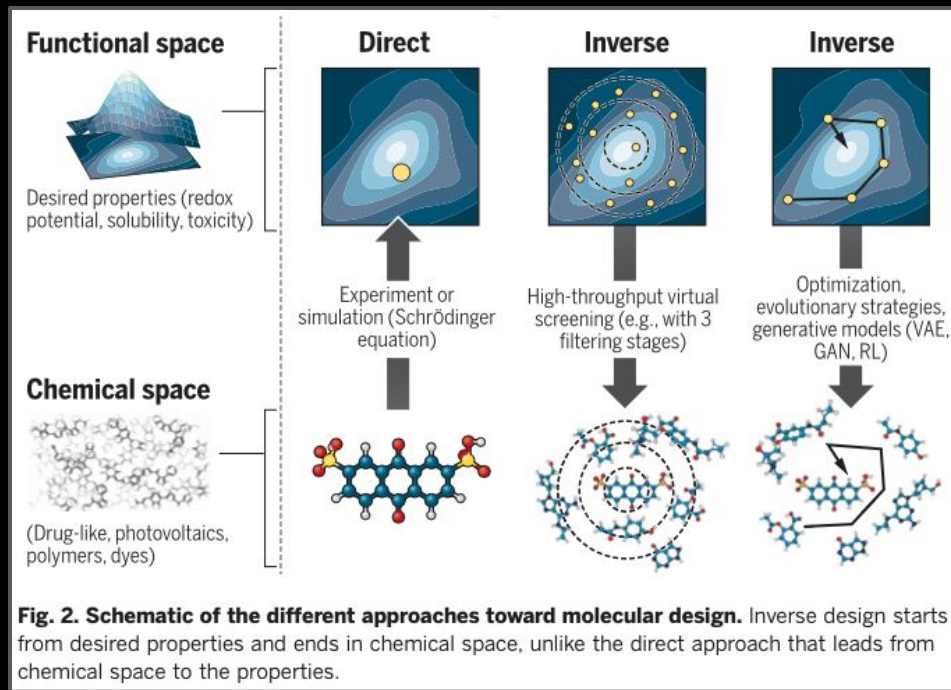 Functional space
Direct
Inverse
Inverse
Desired properties (redox
potential, solubility, toxicity)
Experiment or
simulation (Schrödinger
equation)
High-throughput virtual
screening (e.g., with 3
filtering stages)
Optimization,
evolutionary strategies,
generative models (VAE,
GAN, RL)
Chemical space
(Drug-like, photovoltaics,
polymers, dyes)
Fig. 2. Schematic of the different approaches toward molecular design. Inverse design starts
from desired properties and ends in chemical space, unlike the direct approach that leads from
chemical space to the properties.